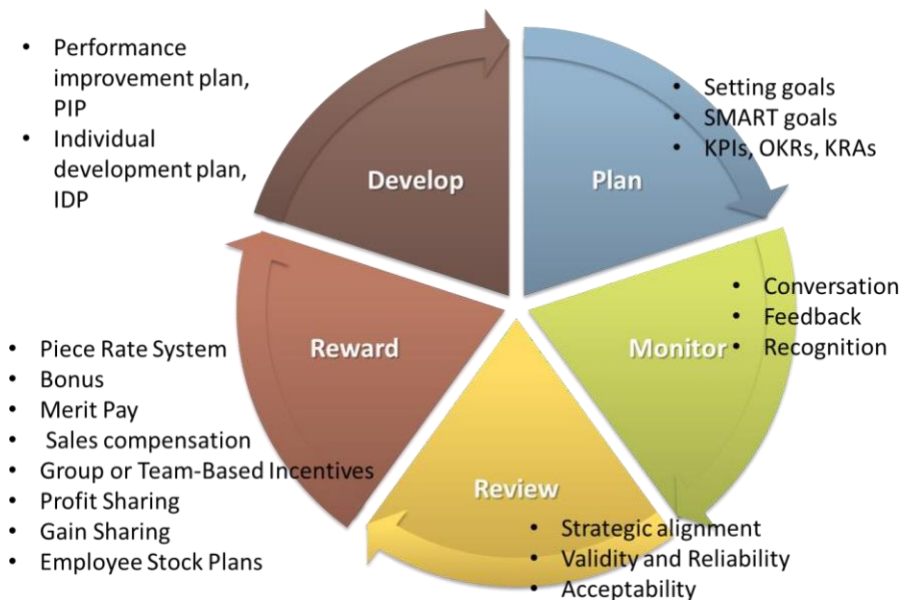 • Performance
improvement plan,
PIP
• Individual
development plan,
IDP
Develop
Plan
• Setting goals
• SMART goals
• KPIs, OKRs, KRAs
Reward
Monitor
• Conversation
• Feedback
• Recognition
• Piece Rate System
• Bonus
• Merit Pay
• Sales compensation
• Group or Team-Based Incentives
• Profit Sharing
• Gain Sharing
• Employee Stock Plans
Review
• Strategic alignment
• Validity and Reliability
• Acceptability